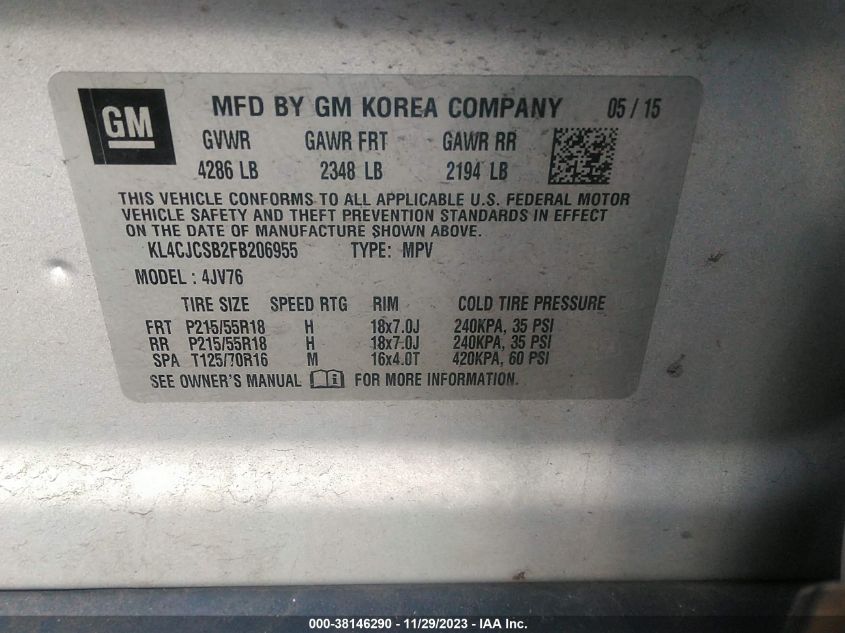 GM
MFD BY GM KOREA COMPANY 05 / 15
GVWR GAWR FRT GAWR RR
4286 LB 2348 LB 2194 LB
THIS VEHICLE CONFORMS TO ALL APPLICABLE U.S. FEDERAL MOTOR
VEHICLE SAFETY AND THEFT PREVENTION STANDARDS IN EFFECT
ON THE DATE OF MANUFACTURE SHOWN ABOVE.
KL4CJCSB2FB206955 TYPE: MPV
MODEL : 4JV76
TIRE SIZE SPEED RTG RIM COLD TIRE PRESSURE
FRT P215/55R18 H 18x7.0J 240KPA, 35 PSI
RR P215/55R18 H 18x7.0J 240KPA, 35 PSI
SPA T125/70R16 M 16x4.0T 420KPA, 60 PSI
SEE OWNER'S MANUAL FOR MORE INFORMATION.
000-38146290 - 11/29/2023 - IAA Inc.